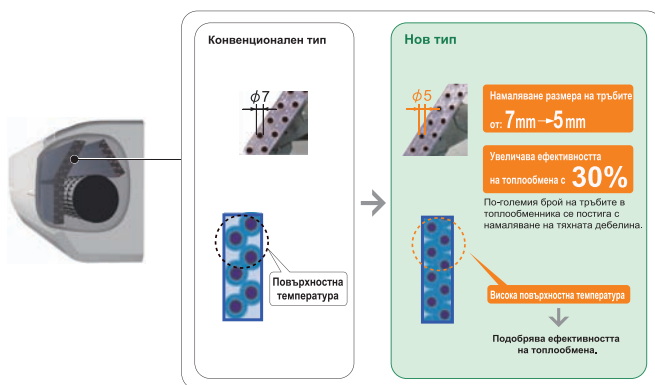 Конвенционален тип
ϕ7
Повърхностна
температура
Нов тип
ϕ5
Намаляване размера на тръбите
от: 7mm→5mm
Увеличава ефективността
на топлообмена с 30%
По-големия брой на тръбите в
топлообменника се постига с
намаляване на тяхната дебелина.
Висока повърхностна температура
Подобрява ефективността
на топлообмена.